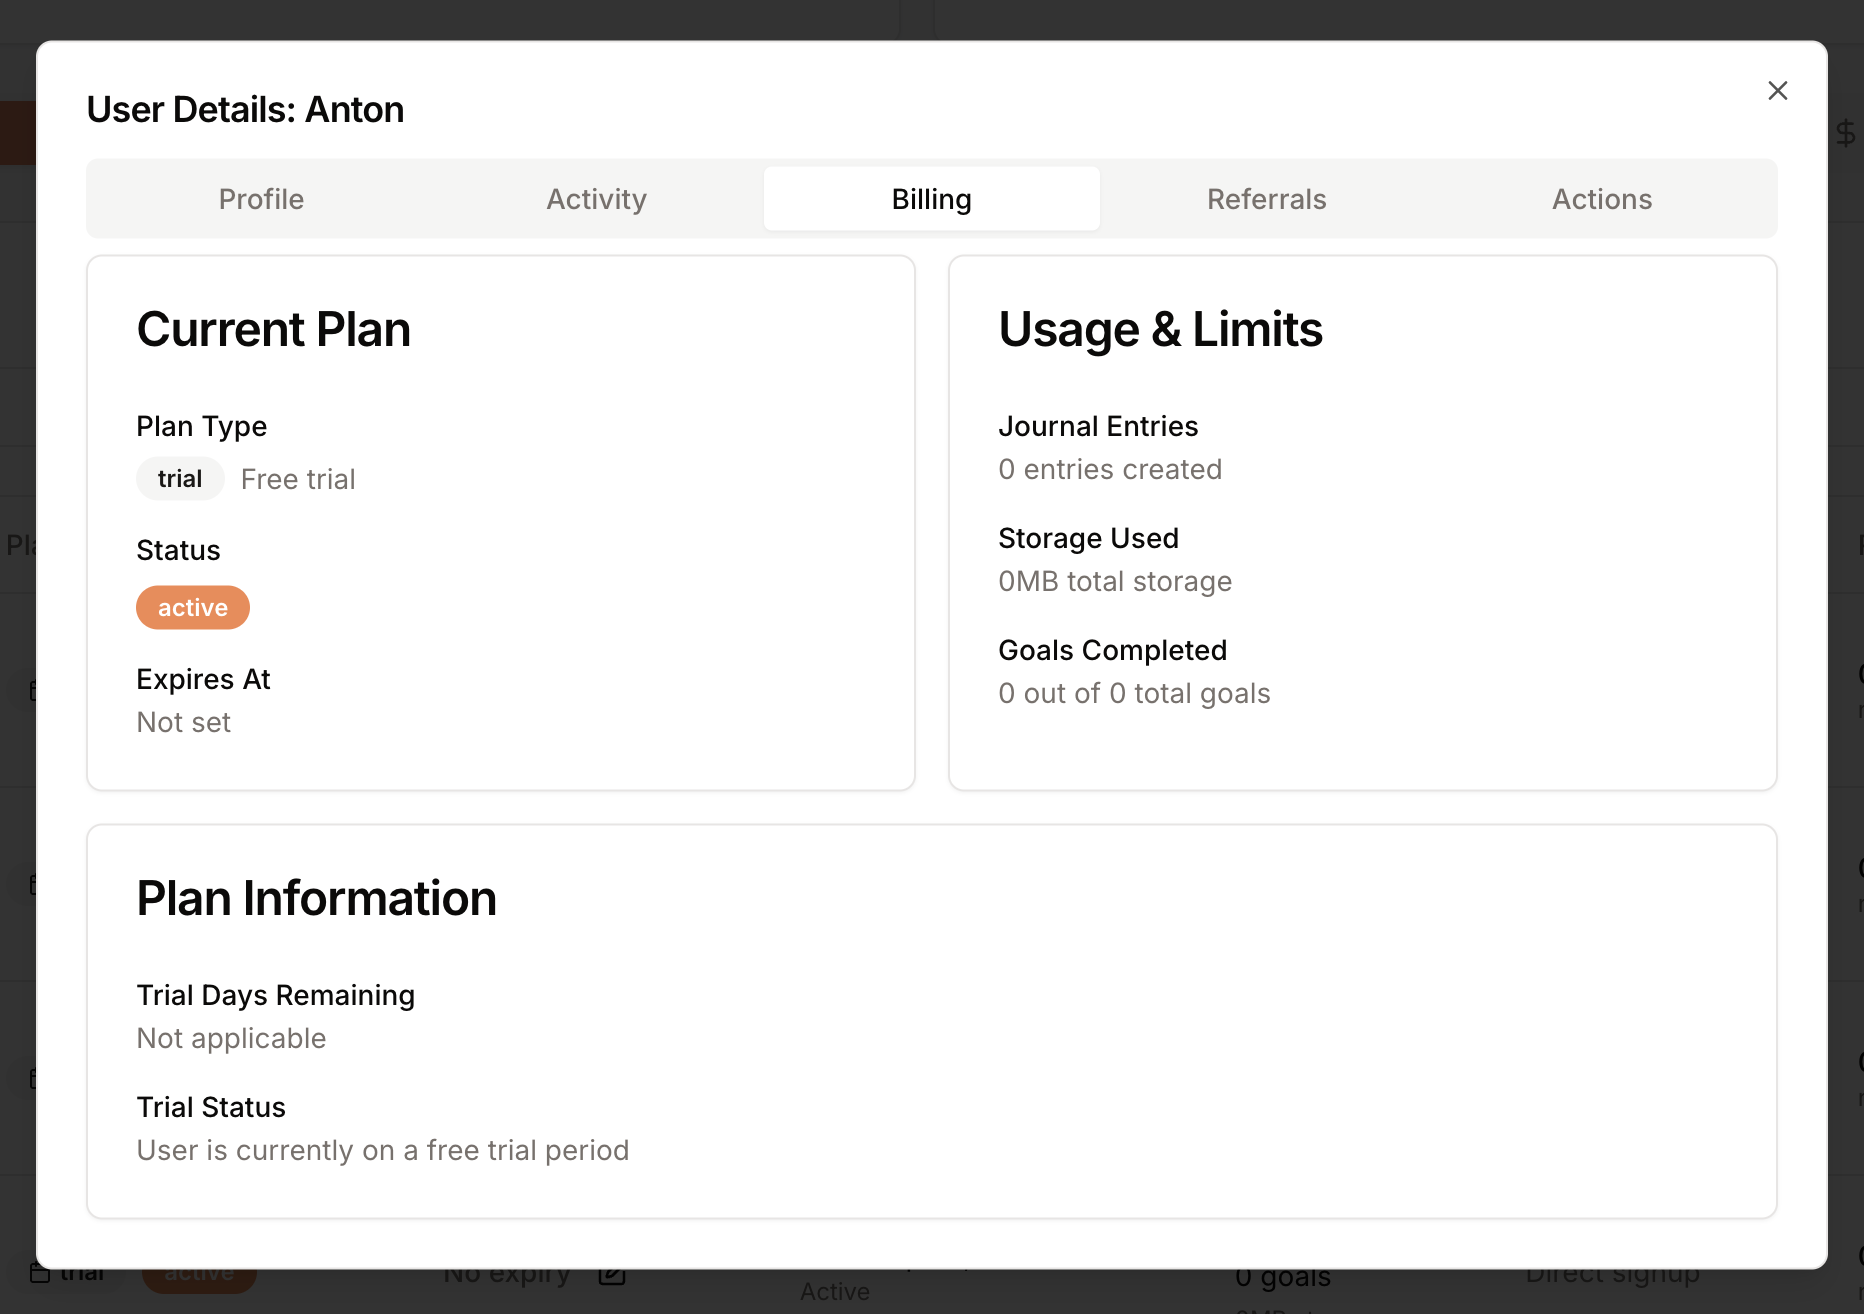 User Details: Anton
$
Profile
Activity
Billing
Referrals
Actions
Current Plan
Plan Type
trial
Free trial
Status
active
Expires At
Not set
Usage & Limits
Journal Entries
0 entries created
Storage Used
0MB total storage
Goals Completed
0 out of 0 total goals
Plan Information
Trial Days Remaining
Not applicable
Trial Status
User is currently on a free trial period
trial
active
No expiry
Active
0 goals
Direct signup